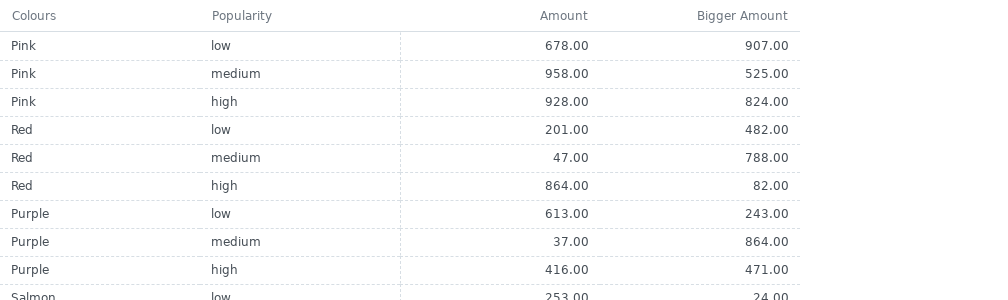 Colours Popularity Amount Bigger Amount
Pink low 678.00 907.00
Pink medium 958.00 525.00
Pink high 928.00 824.00
Red low 201.00 482.00
Red medium 47.00 788.00
Red high 864.00 82.00
Purple low 613.00 243.00
Purple medium 37.00 864.00
Purple high 416.00 471.00
Salmon low 253.00 24.00